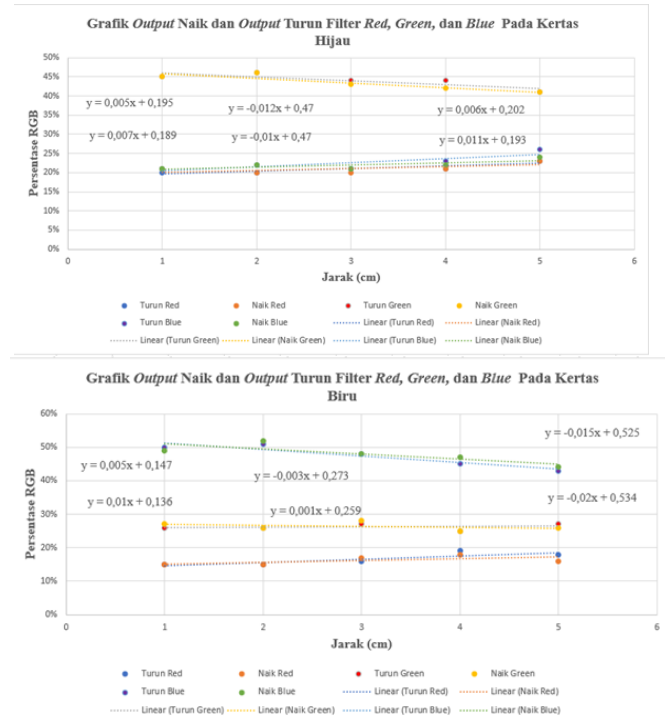 Grafik Output Naik dan Output Turun Filter Red, Green, dan Blue Pada Kertas
Hijau
50%
45%
40%
35%
30%
25%
20%
15%
10%
5%
0%
Persentase RGB
y = 0,005x + 0,195
y = -0,012x + 0,47
y = 0,006x + 0,202
y = 0,007x + 0,189
y = -0,01x + 0,47
y = 0,011x + 0,193
0 1 2 3 4 5 6
Jarak (cm)
Turun Red Naik Red Turun Green Naik Green
Turun Blue Naik Blue Linear (Turun Red) Linear (Naik Red)
Linear (Turun Green) Linear (Naik Green) Linear (Turun Blue) Linear (Naik Blue)
Grafik Output Naik dan Output Turun Filter Red, Green, dan Blue Pada Kertas
Biru
60%
50%
40%
30%
20%
10%
0%
Persentase RGB
y = -0,015x + 0,525
y = 0,005x + 0,147
y = -0,003x + 0,273
y = 0,01x + 0,136
y = 0,001x + 0,259
y = -0,02x + 0,534
0 1 2 3 4 5 6
Jarak (cm)
Turun Red Naik Red Turun Green Naik Green
Turun Blue Naik Blue Linear (Turun Red) Linear (Naik Red)
Linear (Turun Green) Linear (Naik Green) Linear (Turun Blue) Linear (Naik Blue)